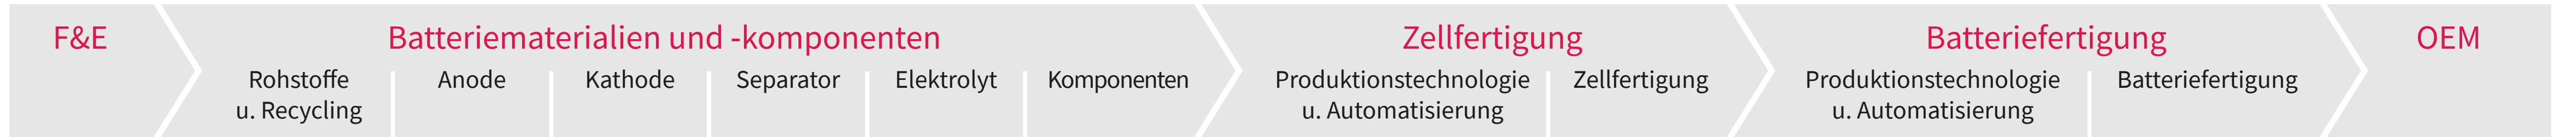 F&E
Batteriematerialien und -komponenten
Rohstoffe
u. Recycling
Anode
Kathode
Separator
Elektrolyt
Komponenten
Zellfertigung
Produktionstechnologie
u. Automatisierung
Zellfertigung
Batteriefertigung
Produktionstechnologie
u. Automatisierung
Batteriefertigung
OEM